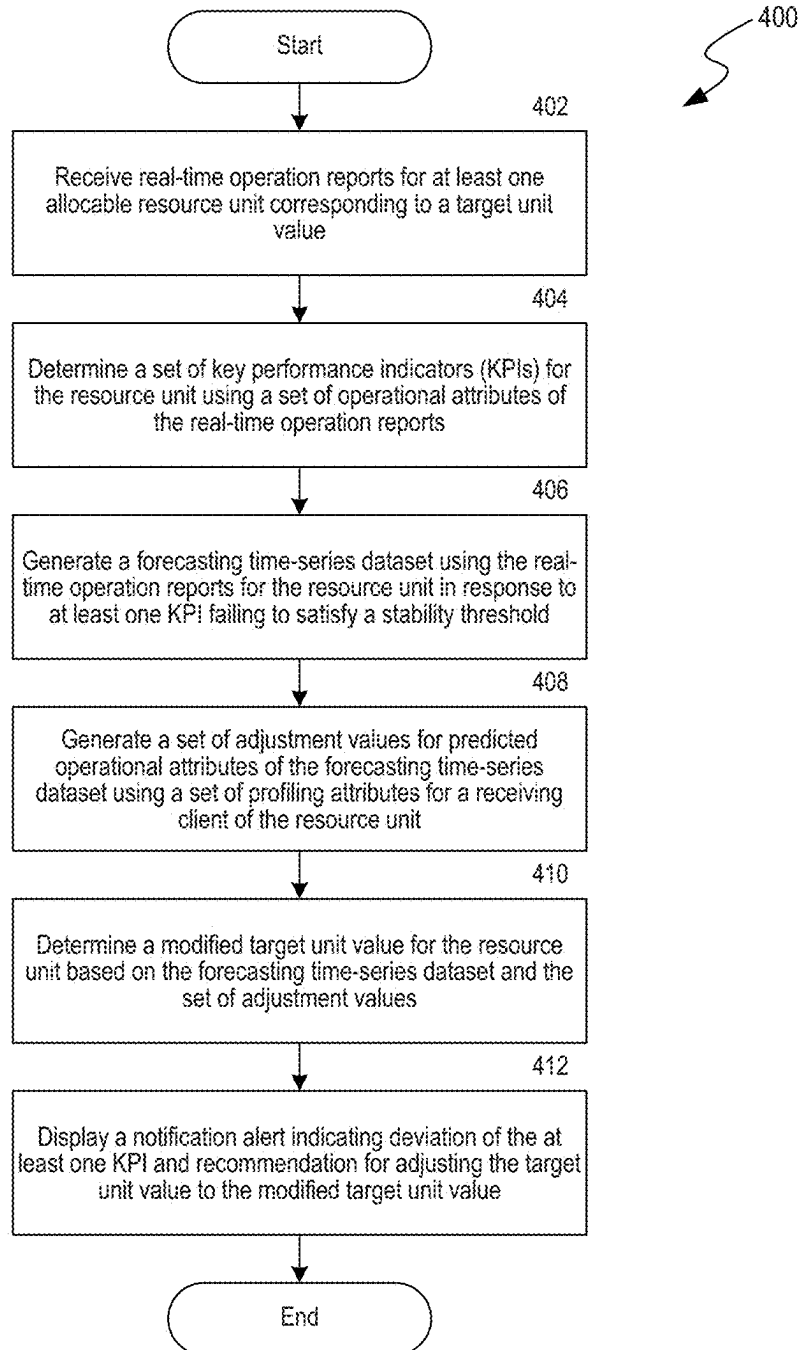 400
Start
402
Receive real-time operation reports for at least one
allocable resource unit corresponding to a target unit
value
404
Determine a set of key performance indicators (KPIs) for
the resource unit using a set of operational attributes of
the real-time operation reports
406
Generate a forecasting time-series dataset using the real-
time operation reports for the resource unit in response to
at least one KPI failing to satisfy a stability threshold
408
Generate a set of adjustment values for predicted
operational attributes of the forecasting time-series
dataset using a set of profiling attributes for a receiving
client of the resource unit
410
Determine a modified target unit value for the resource
unit based on the forecasting time-series dataset and the
set of adjustment values
412
Display a notification alert indicating deviation of the at
least one KPI and recommendation for adjusting the target
unit value to the modified target unit value
End